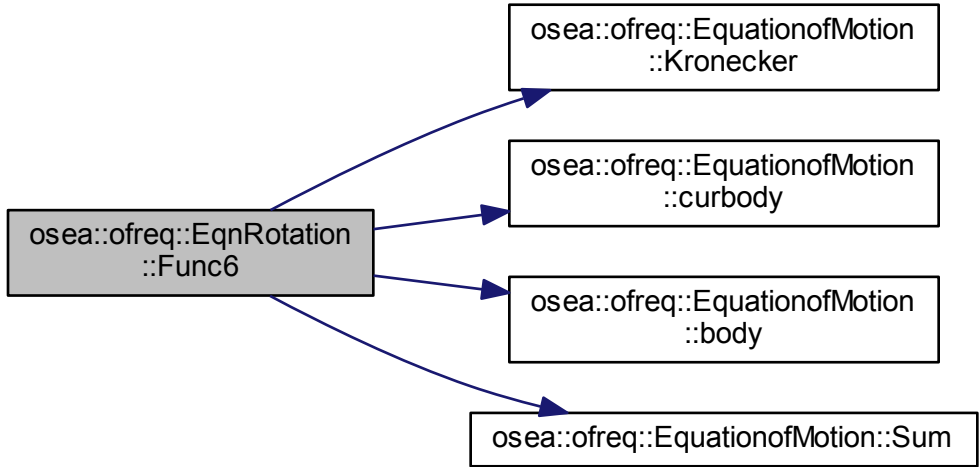 osea::ofreq::EqnRotation
::Func6
osea::ofreq::EquationofMotion
::Kronecker
osea::ofreq::EquationofMotion
::curbody
osea::ofreq::EquationofMotion
::body
osea::ofreq::EquationofMotion::Sum